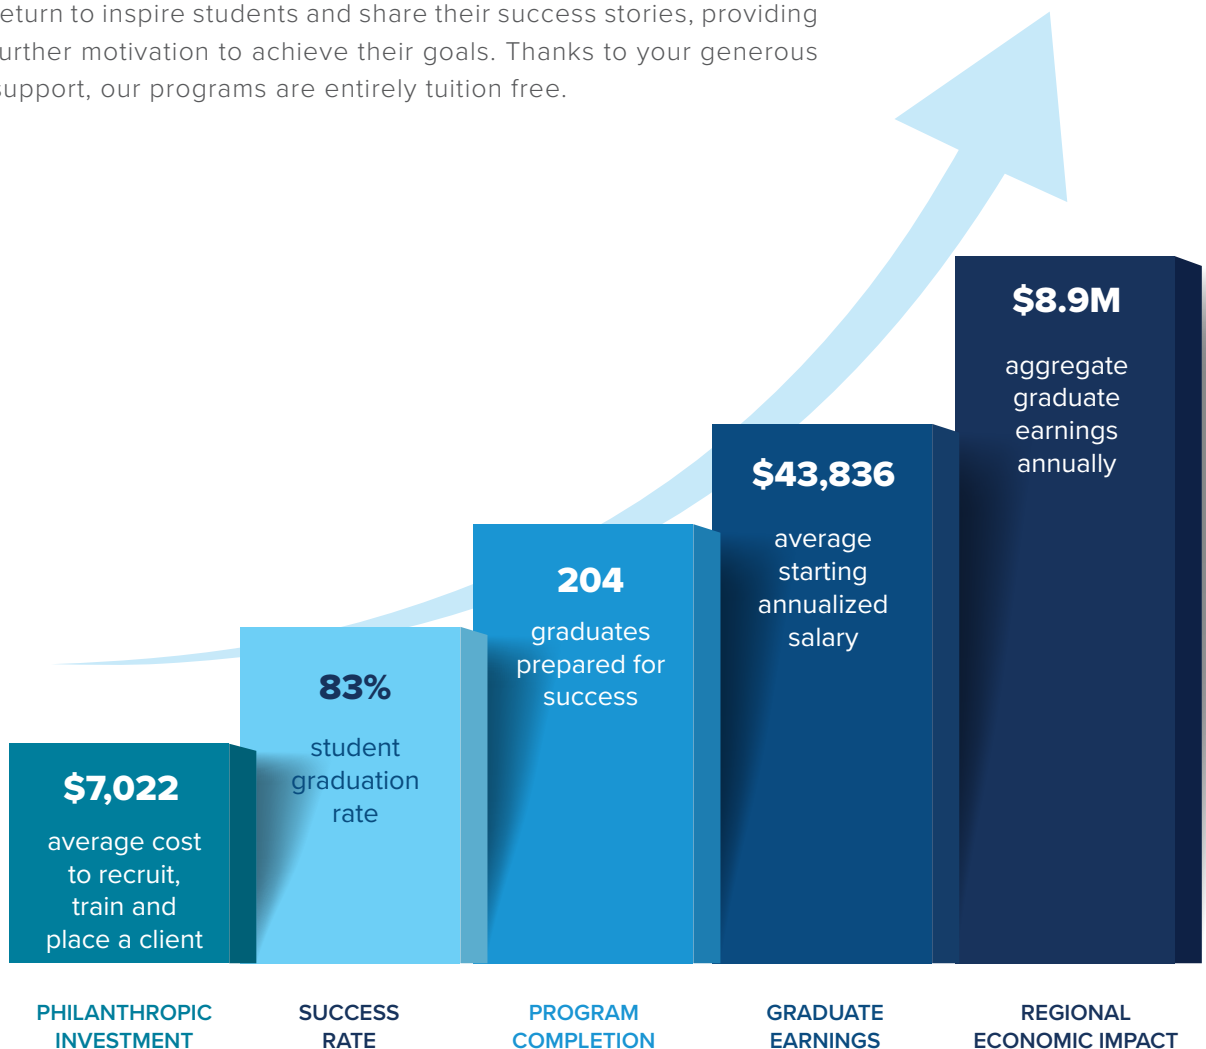 eturn to inspire students and share their success stories, providing
urther motivation to achieve their goals. Thanks to your generous
support, our programs are entirely tuition free.
$7,022
average cost
to recruit,
train and
place a client
83%
student
graduation
rate
204
graduates
prepared for
success
$43,836
average
starting
annualized
salary
$8.9M
aggregate
graduate
earnings
annually
PHILANTHROPIC
INVESTMENT
SUCCESS
RATE
PROGRAM
COMPLETION
GRADUATE
EARNINGS
REGIONAL
ECONOMIC IMPACT